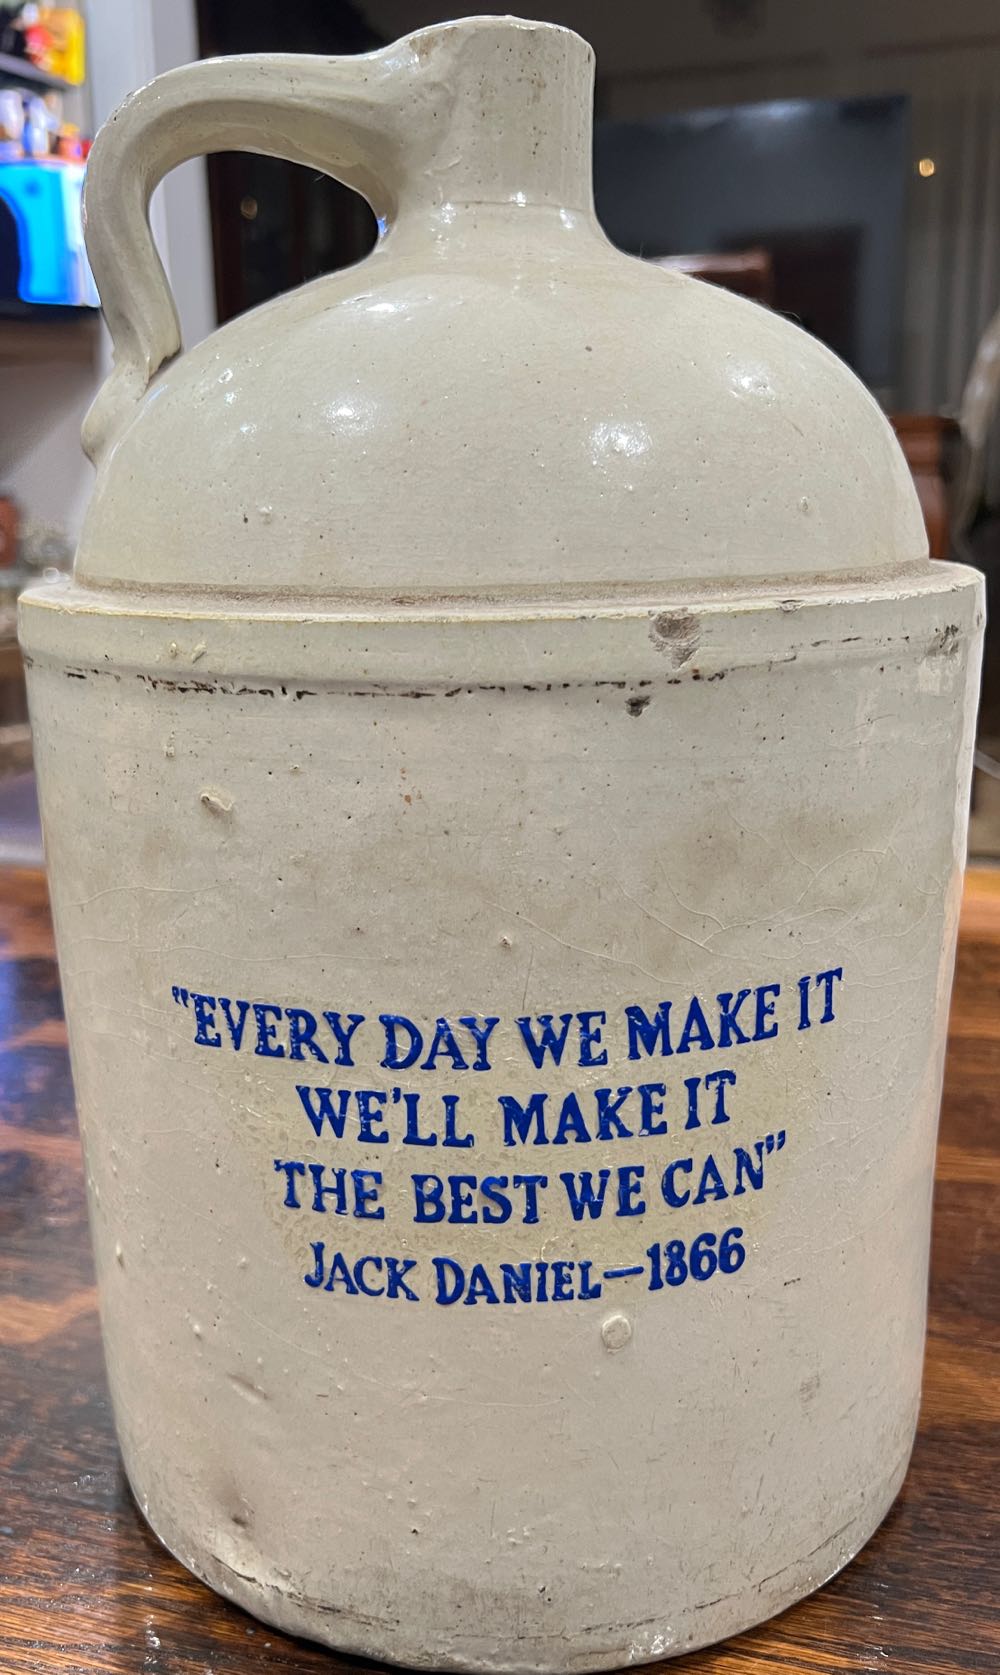 "EVERY DAY WE MAKE IT
WE'LL MAKE IT
THE BEST WE CAN"
JACK DANIEL—1866